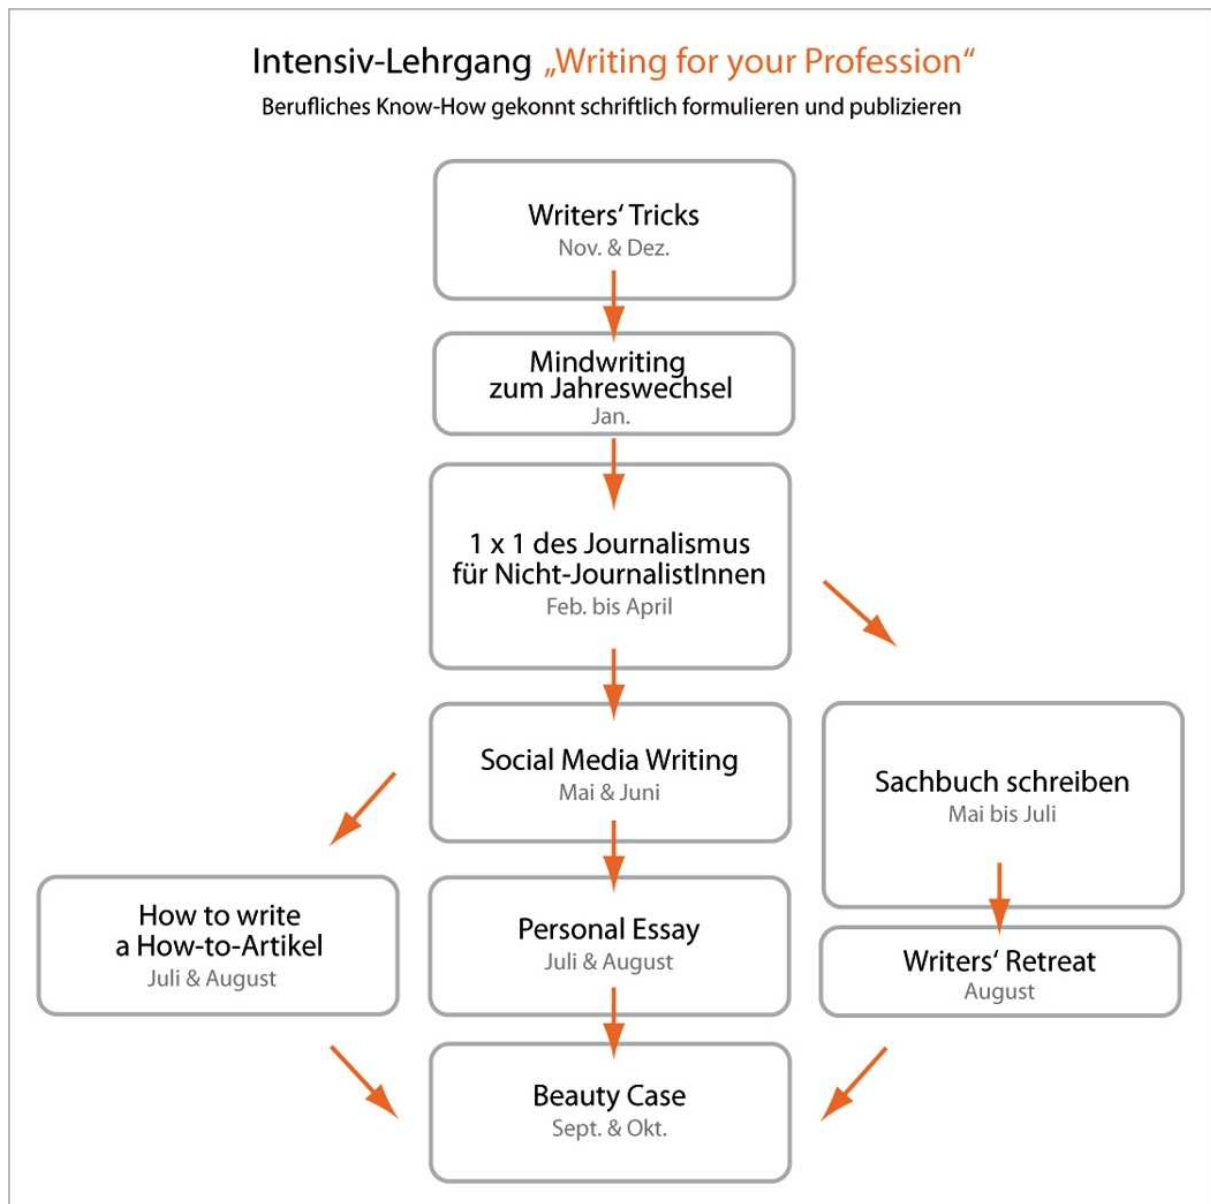 Intensiv-Lehrgang „Writing for your Profession“
Berufliches Know-How gekonnt schriftlich formulieren und publizieren
Writers‘ Tricks
Nov. & Dez.
Mindwriting
zum Jahreswechsel
Jan.
1 x 1 des Journalismus
für Nicht-JournalistInnen
Feb. bis April
Social Media Writing
Mai & Juni
Sachbuch schreiben
Mai bis Juli
How to write
a How-to-Artikel
Juli & August
Personal Essay
Juli & August
Writers‘ Retreat
August
Beauty Case
Sept. & Okt.